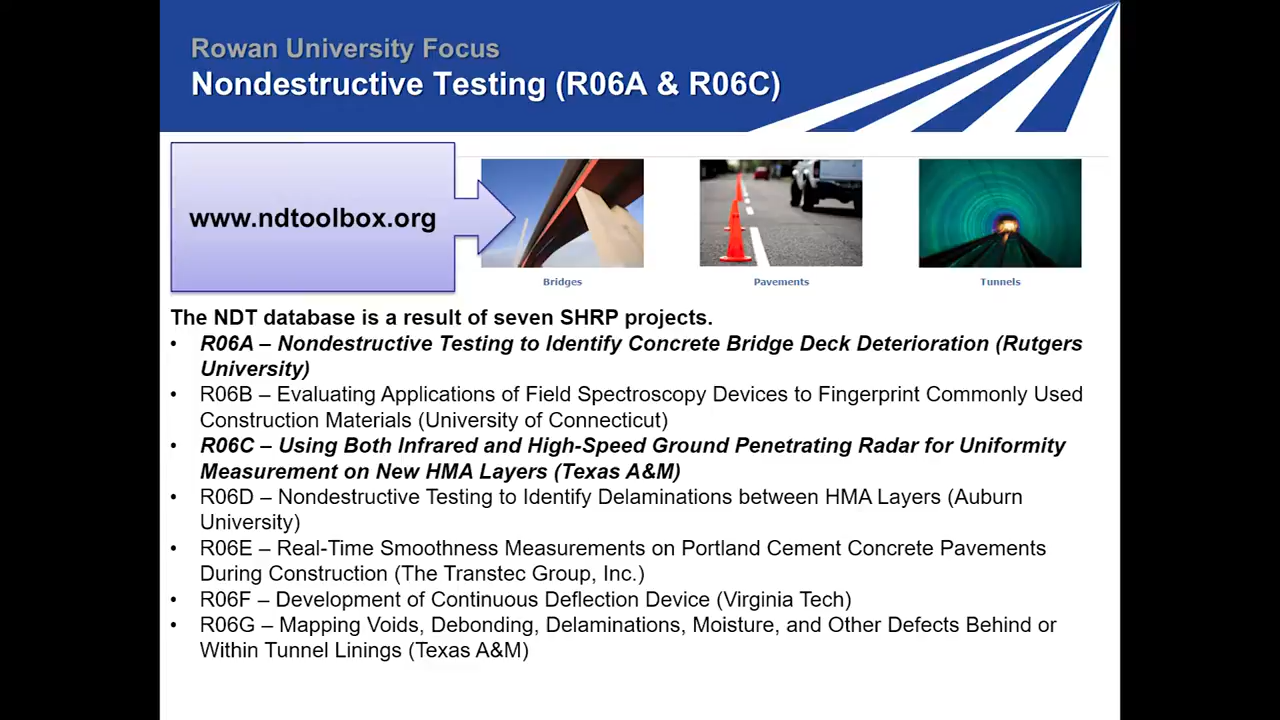 Rowan University Focus
Nondestructive Testing (R06A & R06C)
www.ndtoolbox.org
Bridges
Pavements
Tunnels
The NDT database is a result of seven SHRP projects.
• R06A – Nondestructive Testing to Identify Concrete Bridge Deck Deterioration (Rutgers
University)
• R06B – Evaluating Applications of Field Spectroscopy Devices to Fingerprint Commonly Used
Construction Materials (University of Connecticut)
• R06C – Using Both Infrared and High-Speed Ground Penetrating Radar for Uniformity
Measurement on New HMA Layers (Texas A&M)
• R06D – Nondestructive Testing to Identify Delaminations between HMA Layers (Auburn
University)
• R06E – Real-Time Smoothness Measurements on Portland Cement Concrete Pavements
During Construction (The Transtec Group, Inc.)
• R06F – Development of Continuous Deflection Device (Virginia Tech)
• R06G – Mapping Voids, Debonding, Delaminations, Moisture, and Other Defects Behind or
Within Tunnel Linings (Texas A&M)